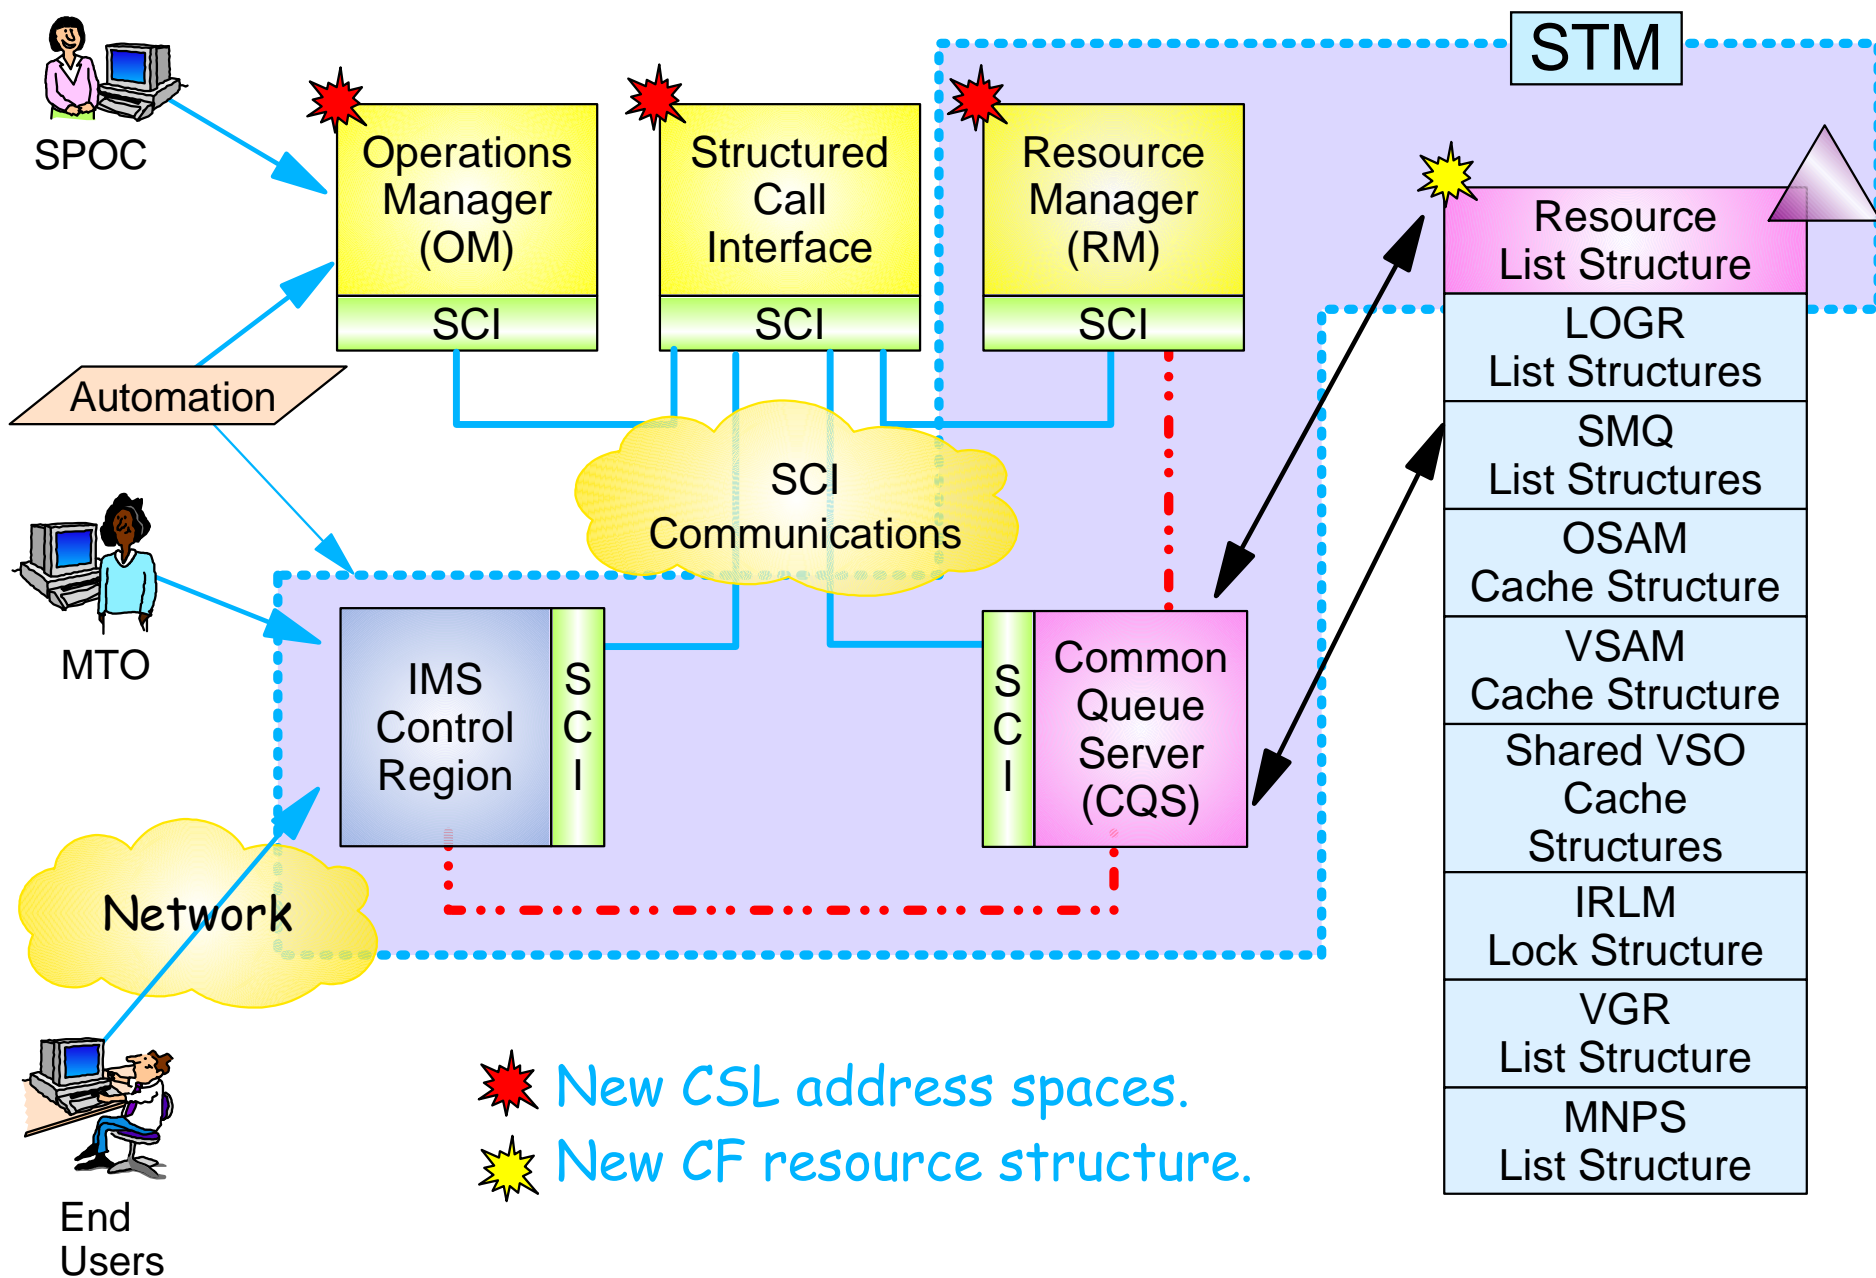 STM
SPOC
Operations
Manager
(OM)
SCI
Structured
Call
Interface
SCI
Resource
Manager
(RM)
SCI
Automation
SCI
Communications
MTO
IMS
Control
Region
S
C
I
S
C
I
Common
Queue
Server
(CQS)
Network
End
Users
Resource
List Structure
LOGR
List Structures
SMQ
List Structures
OSAM
Cache Structure
VSAM
Cache Structure
Shared VSO
Cache
Structures
IRLM
Lock Structure
VGR
List Structure
MNPS
List Structure
New CSL address spaces.
New CF resource structure.